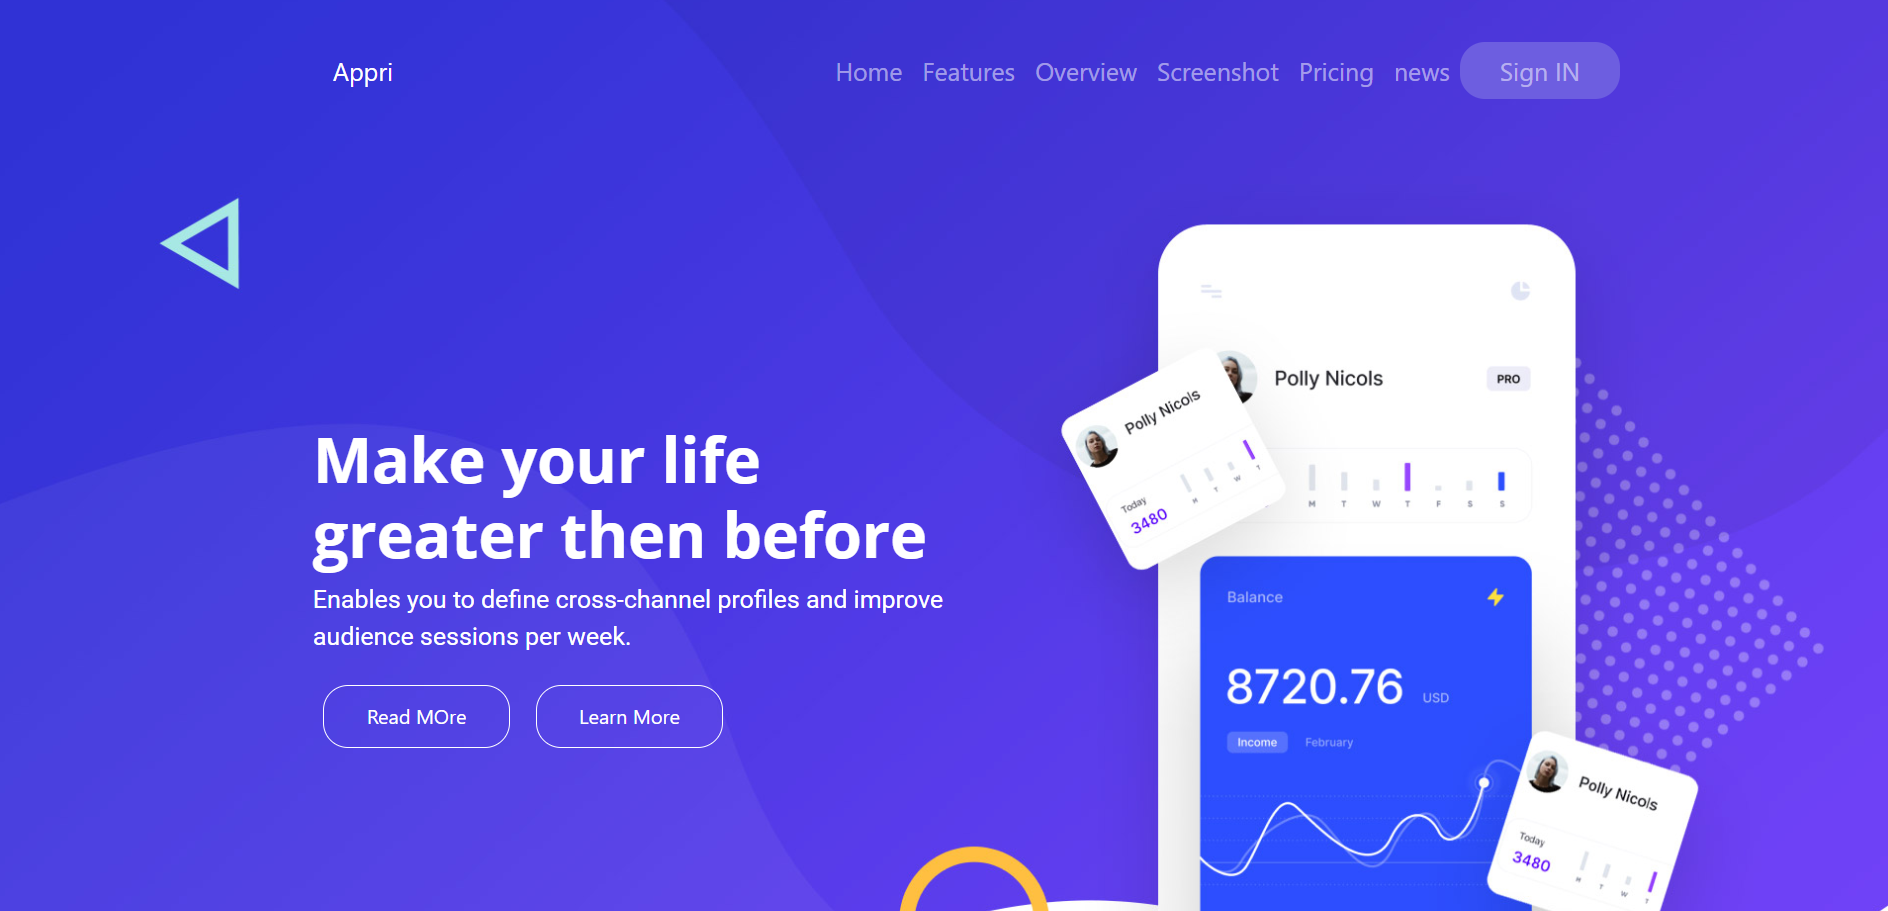 Appri
Home Features Overview Screenshot Pricing news Sign IN
Make your life
greater then before
Enables you to define cross-channel profiles and improve
audience sessions per week.
Read MOre Learn More
Polly Nicols PRO
M T W T F S S
Polly Nicols
Today
3480
M T W T
Balance
8720.76 USD
Income February
Polly Nicols
Today
3480
M T W T